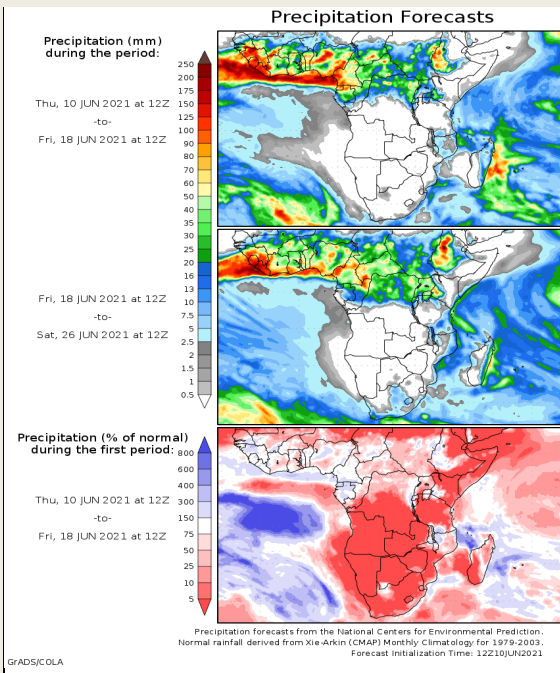 Precipitation Forecasts
Precipitation (mm)
during the period:
Thu, 10 JUN 2021 at 12Z
-to-
Fri, 18 JUN 2021 at 12Z
250
200
175
150
125
100
90
80
70
60
50
40
35
30
25
20
16
13
10
7.5
5
2.5
2
1.5
1
0.5
Fri, 18 JUN 2021 at 12Z
-to-
Sat, 26 JUN 2021 at 12Z
Precipitation (% of normal)
during the first period:
Thu, 10 JUN 2021 at 12Z
-to-
Fri, 18 JUN 2021 at 12Z
800
600
400
300
150
75
50
25
10
5
Precipitation forecasts from the National Centers for Environmental Prediction.
Normal rainfall derived from Xie-Arkin (CMAP) Monthly Climatology for 1979-2003.
Forecast Initialization Time: 12Z10JUN2021
GrADS/COLA